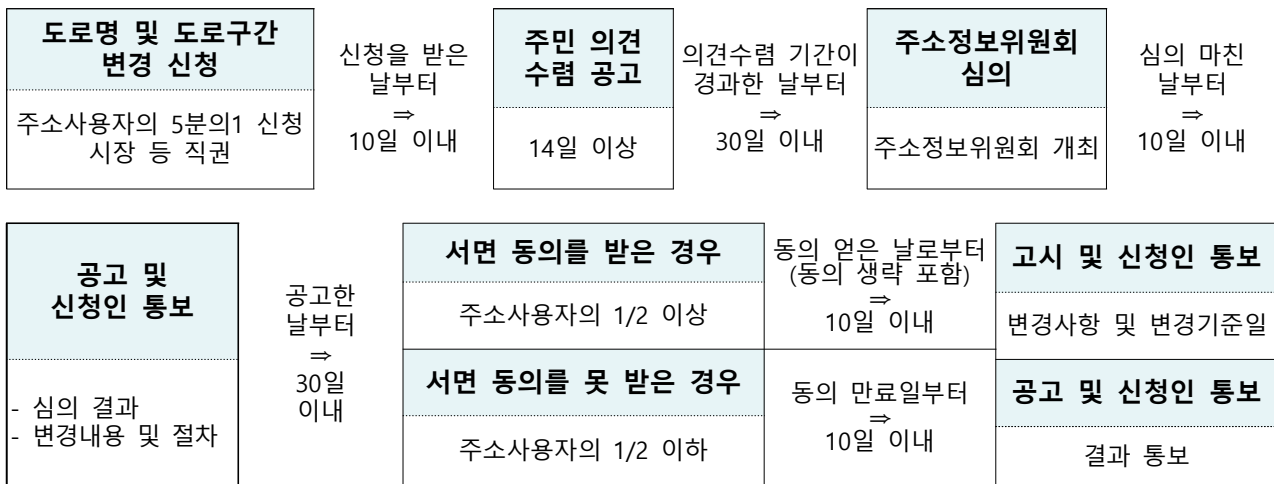 도로명 및 도로구간
변경 신청
주소사용자의 5분의1 신청
시장 등 직권
신청을 받은
날부터
⇒
10일 이내
주민 의견
수렴 공고
14일 이상
의견수렴 기간이
경과한 날부터
⇒
30일 이내
주소정보위원회
심의
주소정보위원회 개최
심의 마친
날부터
⇒
10일 이내
공고 및
신청인 통보
- 심의 결과
- 변경내용 및 절차
공고한
날부터
⇒
30일
이내
서면 동의를 받은 경우
주소사용자의 1/2 이상
동의 얻은 날로부터
(동의 생략 포함)
⇒
10일 이내
고시 및 신청인 통보
변경사항 및 변경기준일
서면 동의를 못 받은 경우
주소사용자의 1/2 이하
동의 만료일부터
⇒
10일 이내
공고 및 신청인 통보
결과 통보